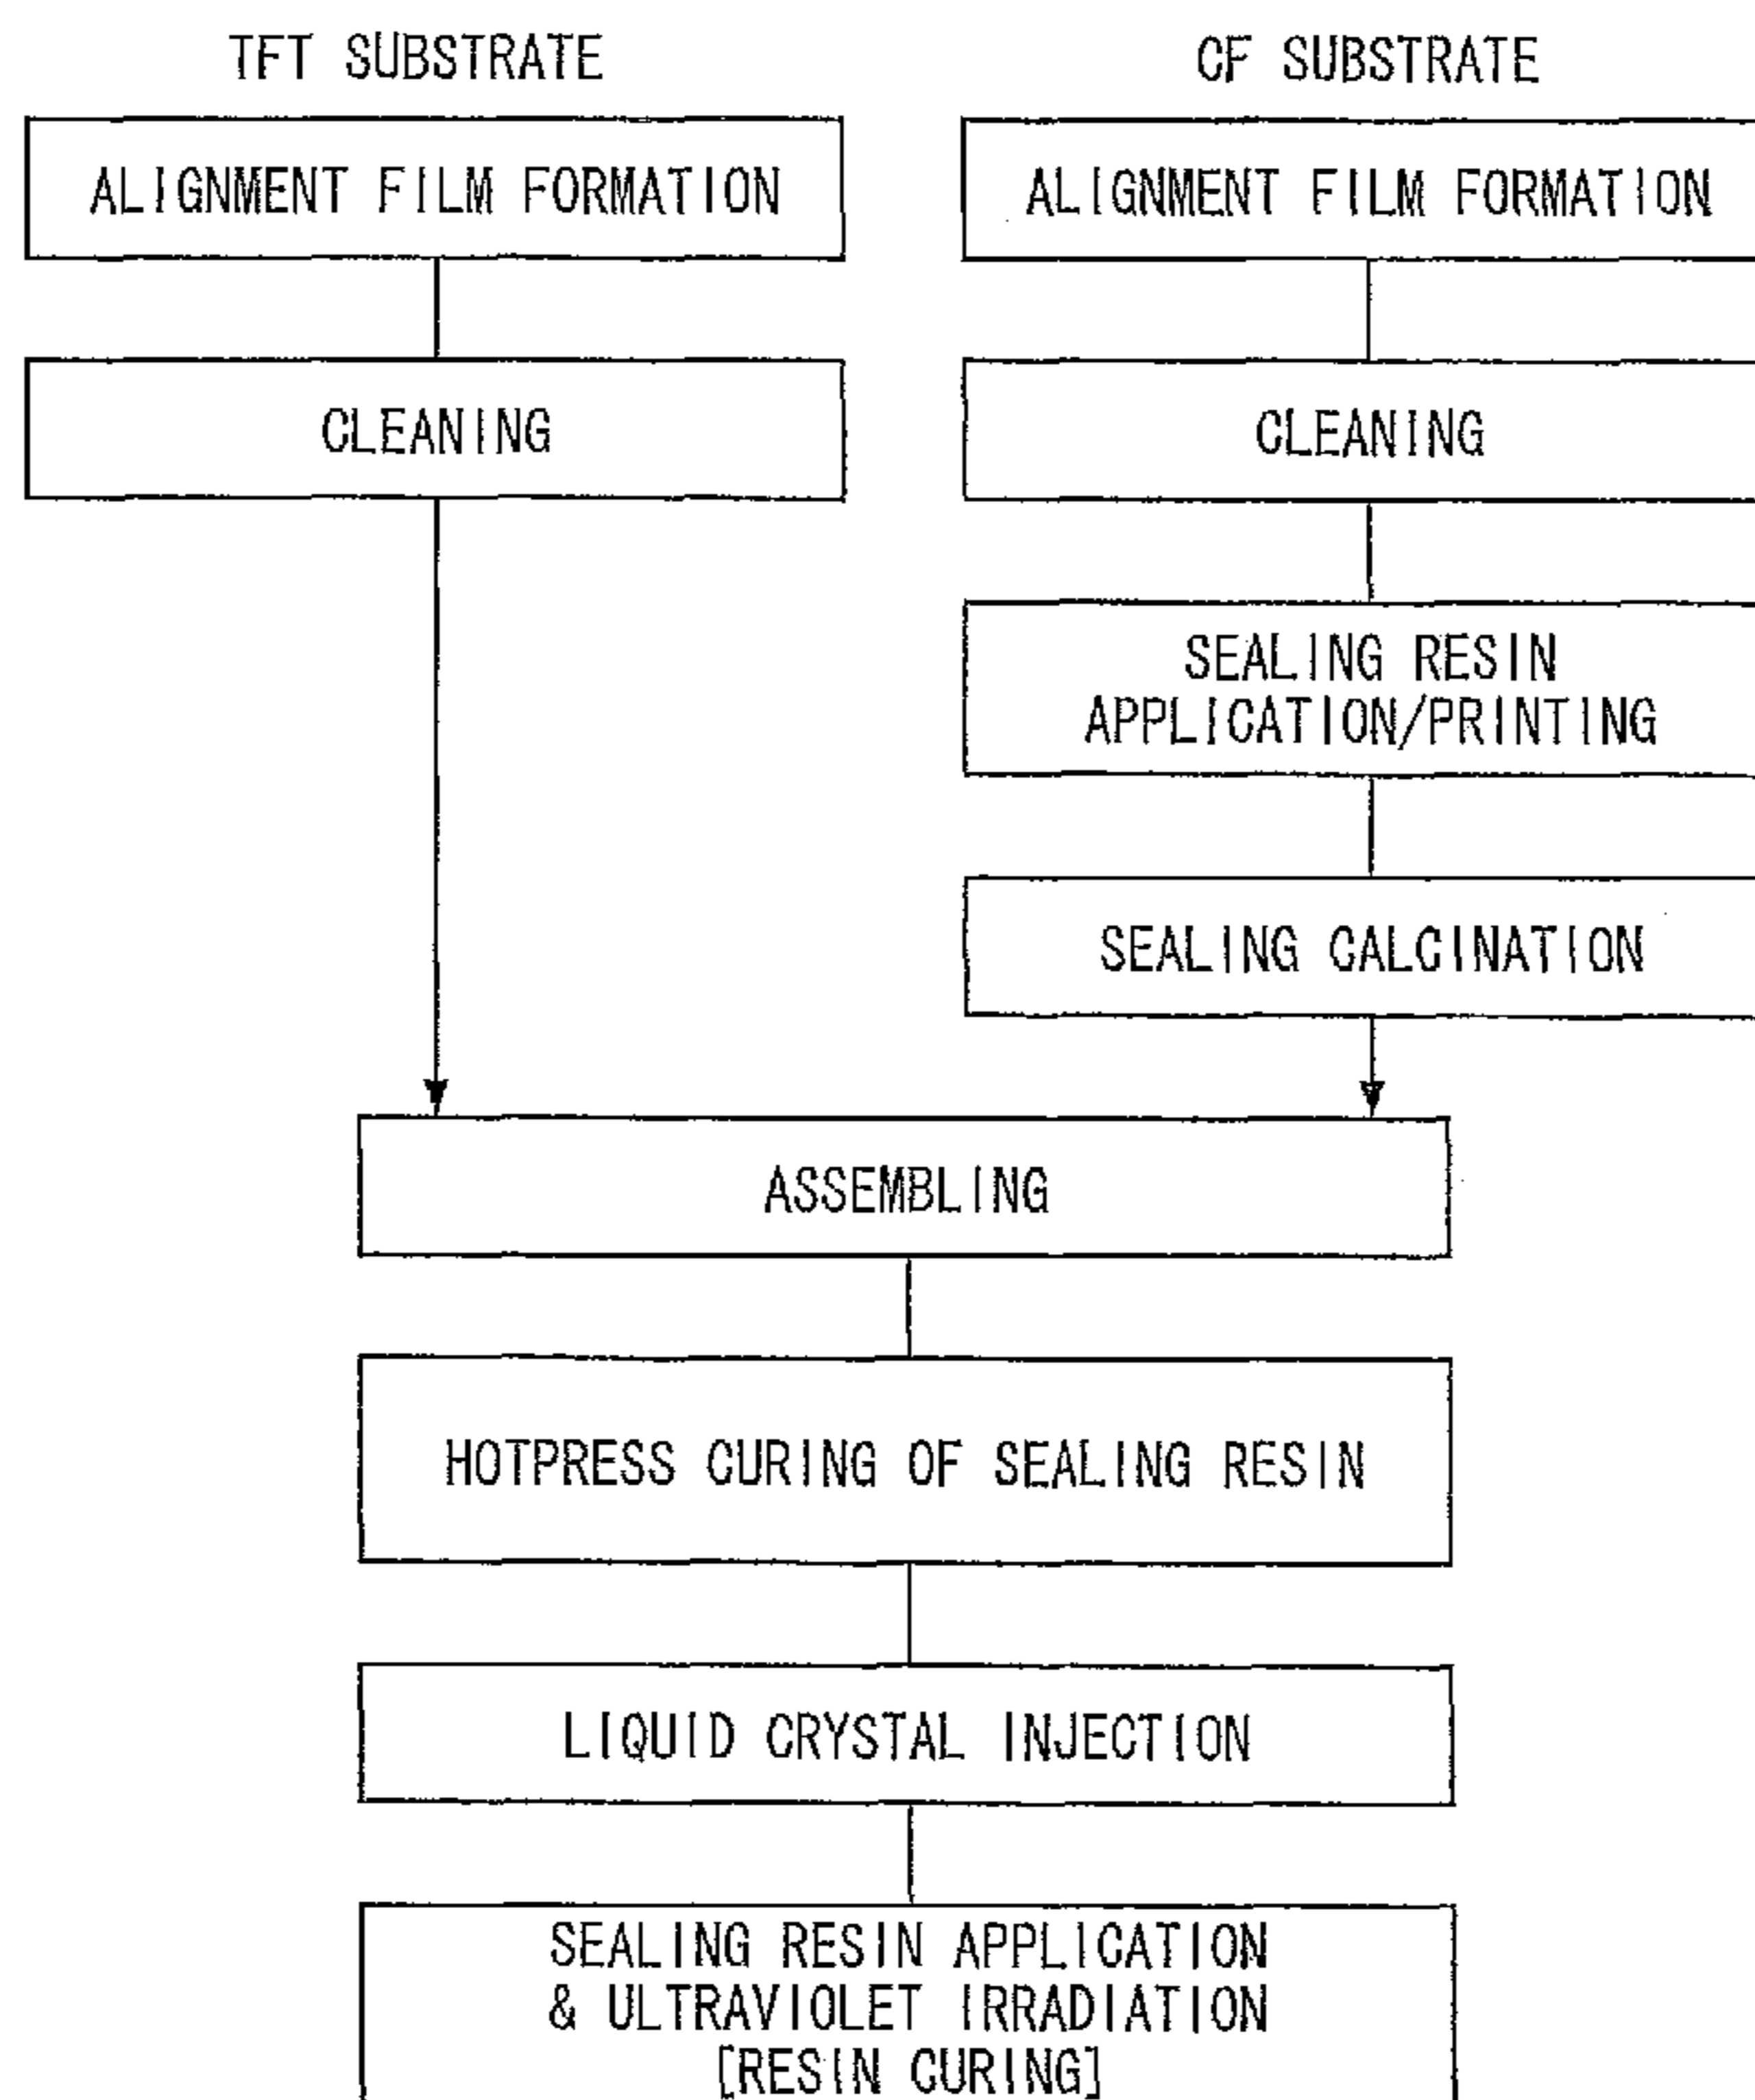 TFT SUBSTRATE
CF SUBSTRATE
ALIGNMENT FILM FORMATION
ALIGNMENT FILM FORMATION
CLEANING
CLEANING
SEALING RESIN
APPLICATION/PRINTING
SEALING CALCINATION
ASSEMBLING
HOTPRESS CURING OF SEALING RESIN
LIQUID CRYSTAL INJECTION
SEALING RESIN APPLICATION
& ULTRAVIOLET IRRADIATION
[RESIN CURING]